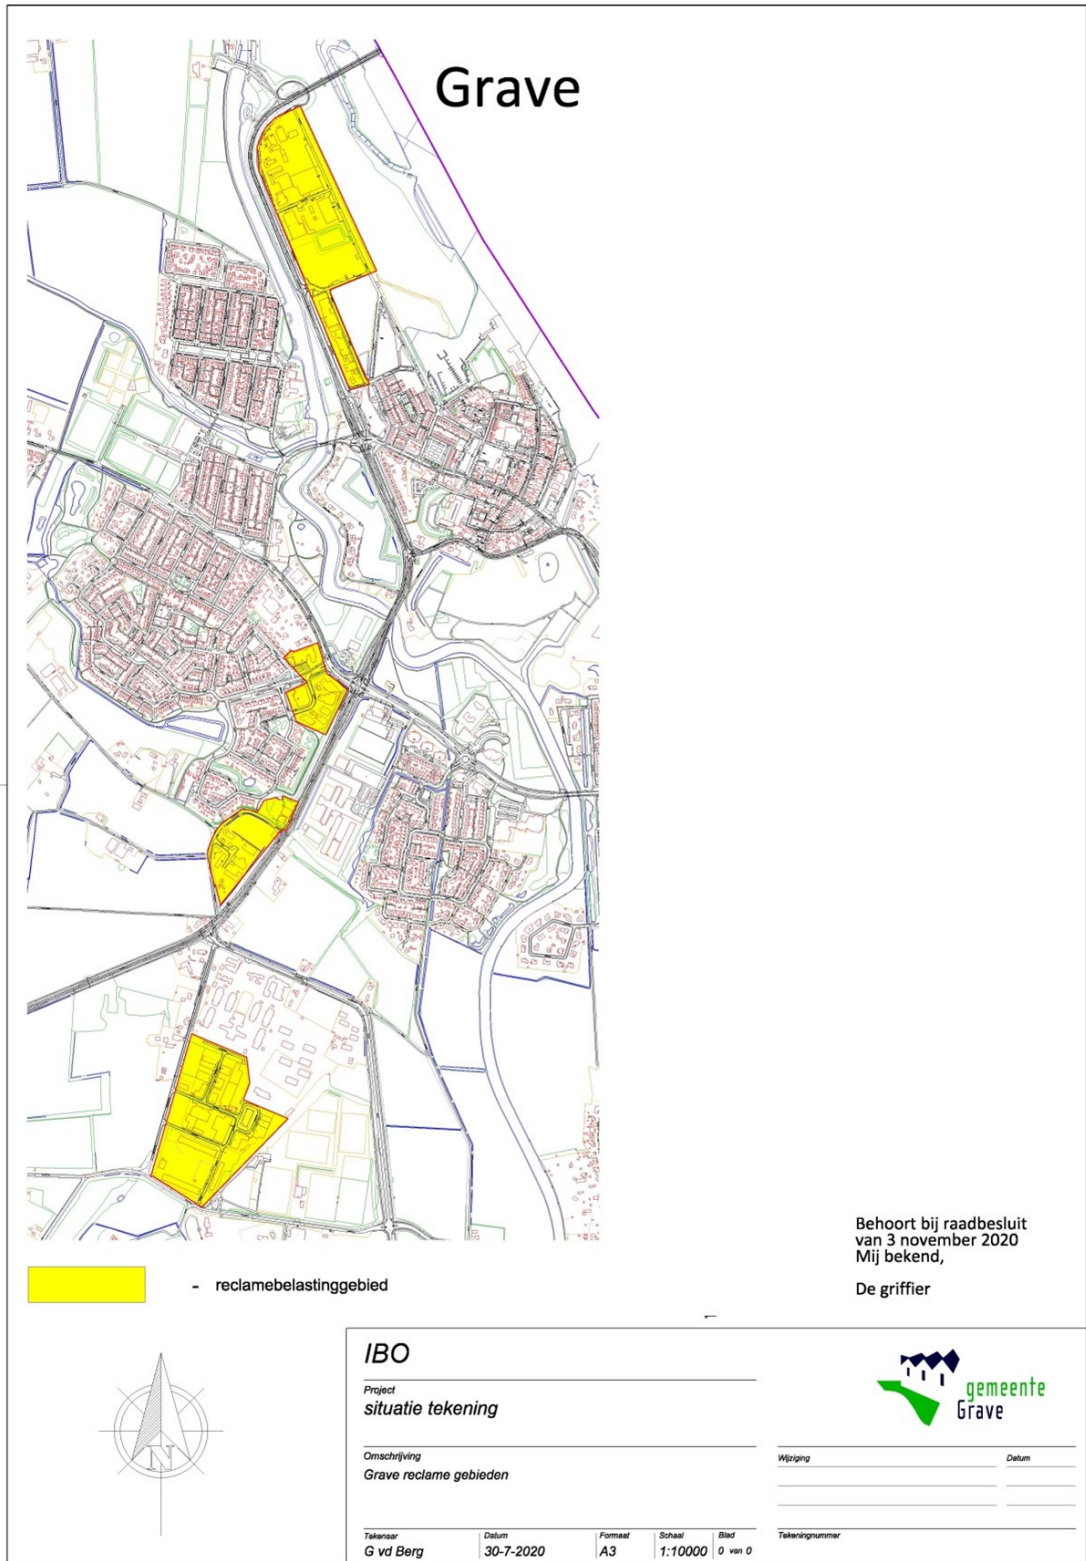 Grave
Behoort bij raadbesluit
van 3 november 2020
Mij bekend,
De griffier
- reclamebelastinggebied
N
IBO
Project
situatie tekening
Omschrijving
Grave reclame gebieden
Tekenaar
G vd Berg
Datum
30-7-2020
Formaat
A3
Schaal
1:10000
Blad
0 van 0
gemeente
Grave
Wijziging
Datum
Tekeningnummer